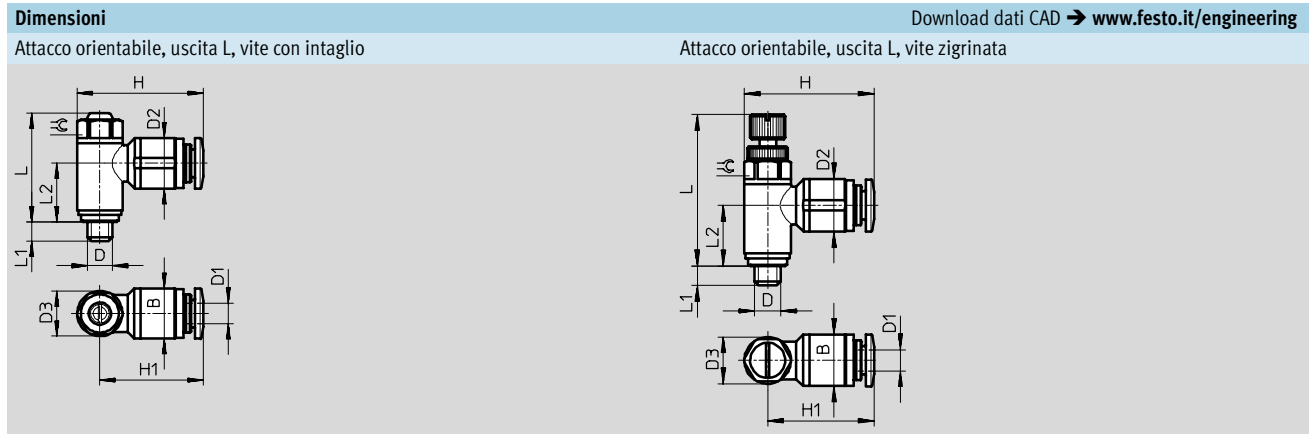 Dimensioni
Download dati CAD ➔ www.festo.it/engineering
Attacco orientabile, uscita L, vite con intaglio
Attacco orientabile, uscita L, vite zigrinata
H
D2
L
L2
L1
D
D3
B
D1
H1
H
D2
L
L2
L1
D
D3
B
D1
H1